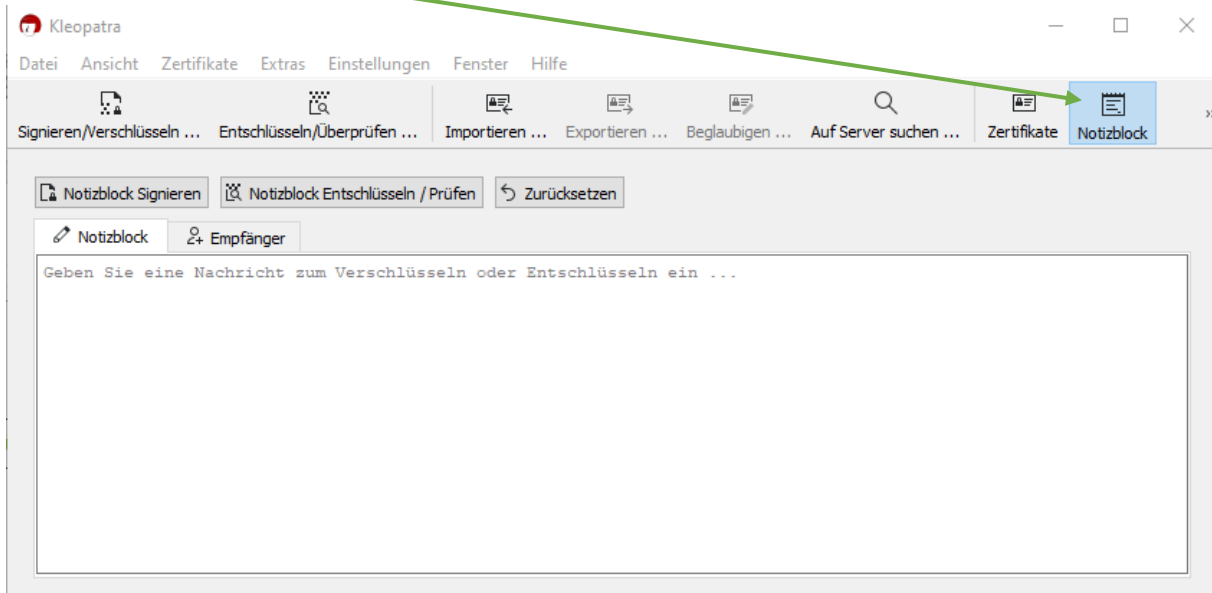 Kleopatra
Datei Ansicht Zertifikate Extras Einstellungen Fenster Hilfe
Signieren/Verschlüsseln ... Entschlüsseln/Überprüfen ... Importieren ... Exportieren ... Beglaubigen ... Auf Server suchen ... Zertifikate Notizblock »
Notizblock Signieren Notizblock Entschlüsseln / Prüfen Zurücksetzen
Notizblock Empfänger
Geben Sie eine Nachricht zum Verschlüsseln oder Entschlüsseln ein ...